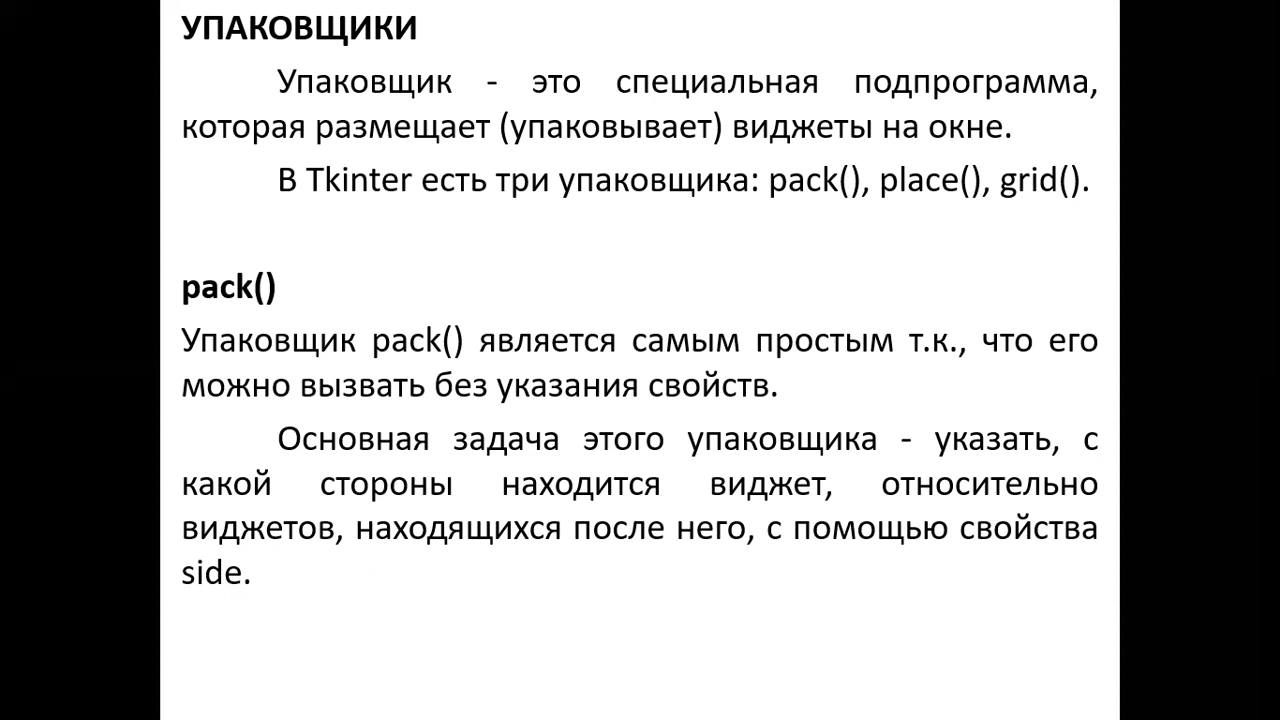 УПАКОВЩИКИ
Упаковщик - это специальная подпрограмма,
которая размещает (упаковывает) виджеты на окне.
В Tkinter есть три упаковщика: pack(), place(), grid().
pack()
Упаковщик pack() является самым простым т.к., что его
можно вызвать без указания свойств.
Основная задача этого упаковщика - указать, с
какой стороны находится виджет, относительно
виджетов, находящихся после него, с помощью свойства
side.